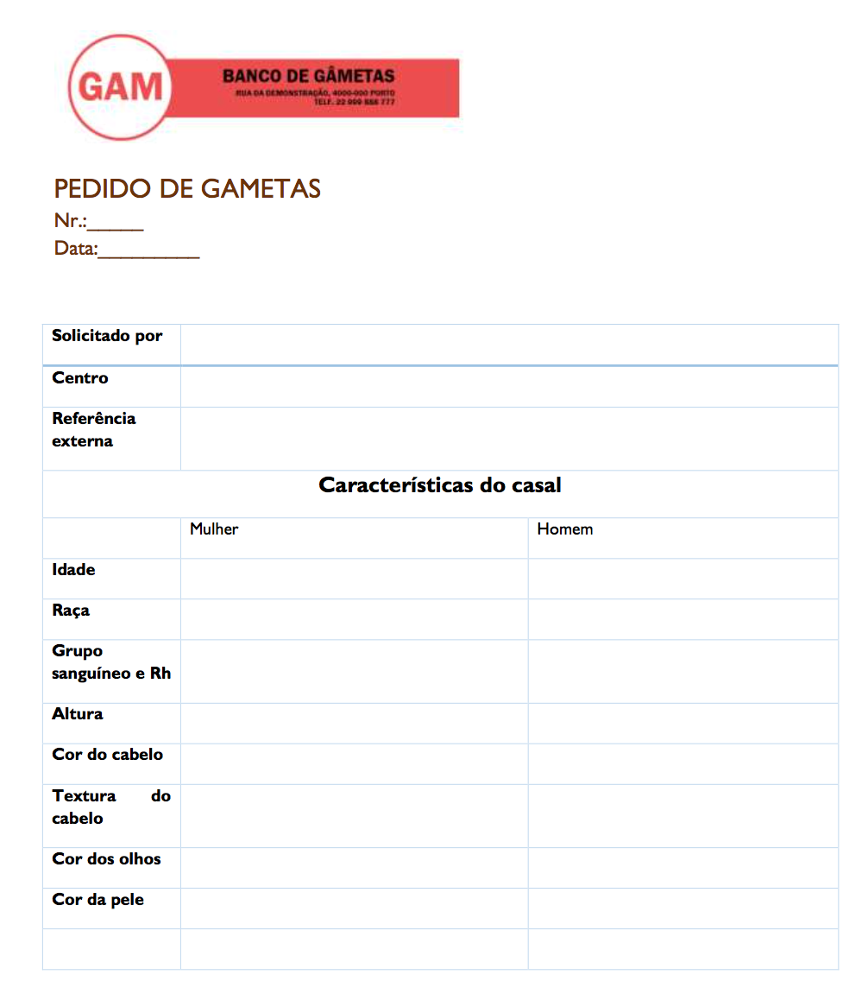 GAM
BANCO DE GÂMETAS
RUA DA DEMONSTRAÇÃO, 4000-000 PORTO
TELF. 22 999 888 777
PEDIDO DE GAMETAS
Nr.:_____
Data:_________
Solicitado por
Centro
Referência
externa
Características do casal
Mulher Homem
Idade
Raça
Grupo
sanguíneo e Rh
Altura
Cor do cabelo
Textura do
cabelo
Cor dos olhos
Cor da pele